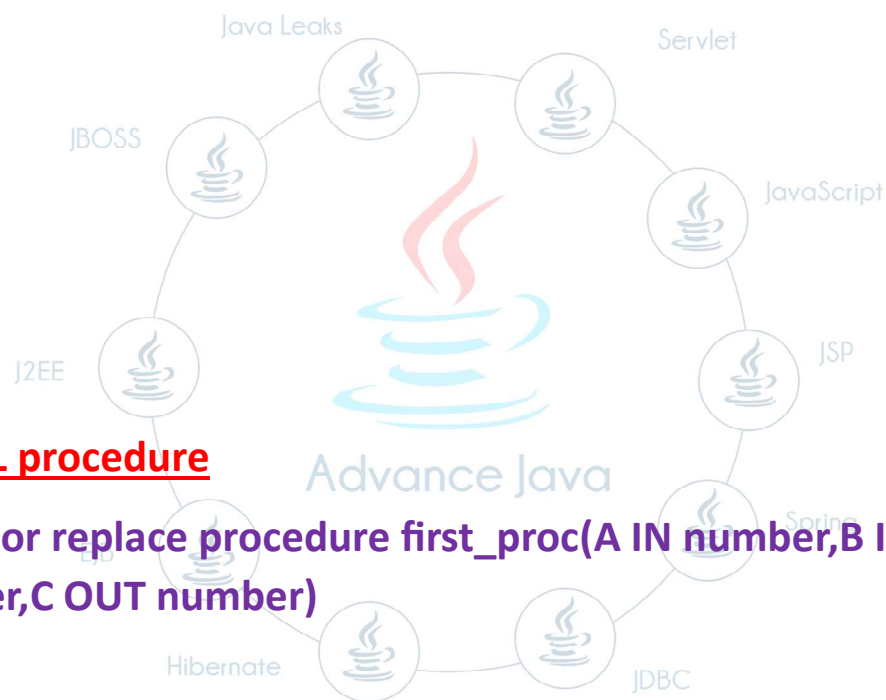 Java Leaks
Servlet
JBOSS
JavaScript
J2EE
JSP
procedure
Advance Java
Spring
or replace procedure first_proc(A IN number,B I
EJB
er,C OUT number)
Hibernate
JDBC